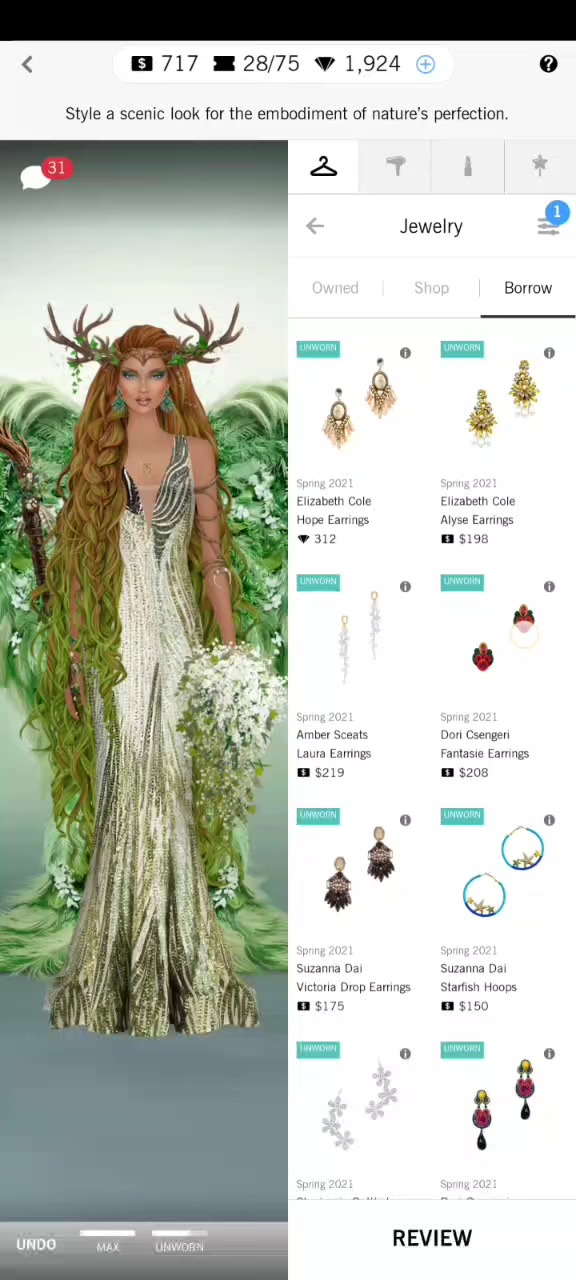 $ 717 28/75 1,924
Style a scenic look for the embodiment of nature's perfection.
31
Jewelry
1
Owned
Shop
Borrow
UNWORN
UNWORN
Spring 2021
Elizabeth Cole
Hope Earrings
312
Spring 2021
Elizabeth Cole
Alyse Earrings
$ $198
UNWORN
UNWORN
Spring 2021
Amber Sceats
Laura Earrings
$ $219
Spring 2021
Dori Csengeri
Fantasie Earrings
$ $208
UNWORN
UNWORN
Spring 2021
Suzanna Dai
Victoria Drop Earrings
$ $175
Spring 2021
Suzanna Dai
Starfish Hoops
$ $150
UNWORN
UNWORN
Spring 2021
Spring 2021
UNDO
MAX
UNWORN
REVIEW